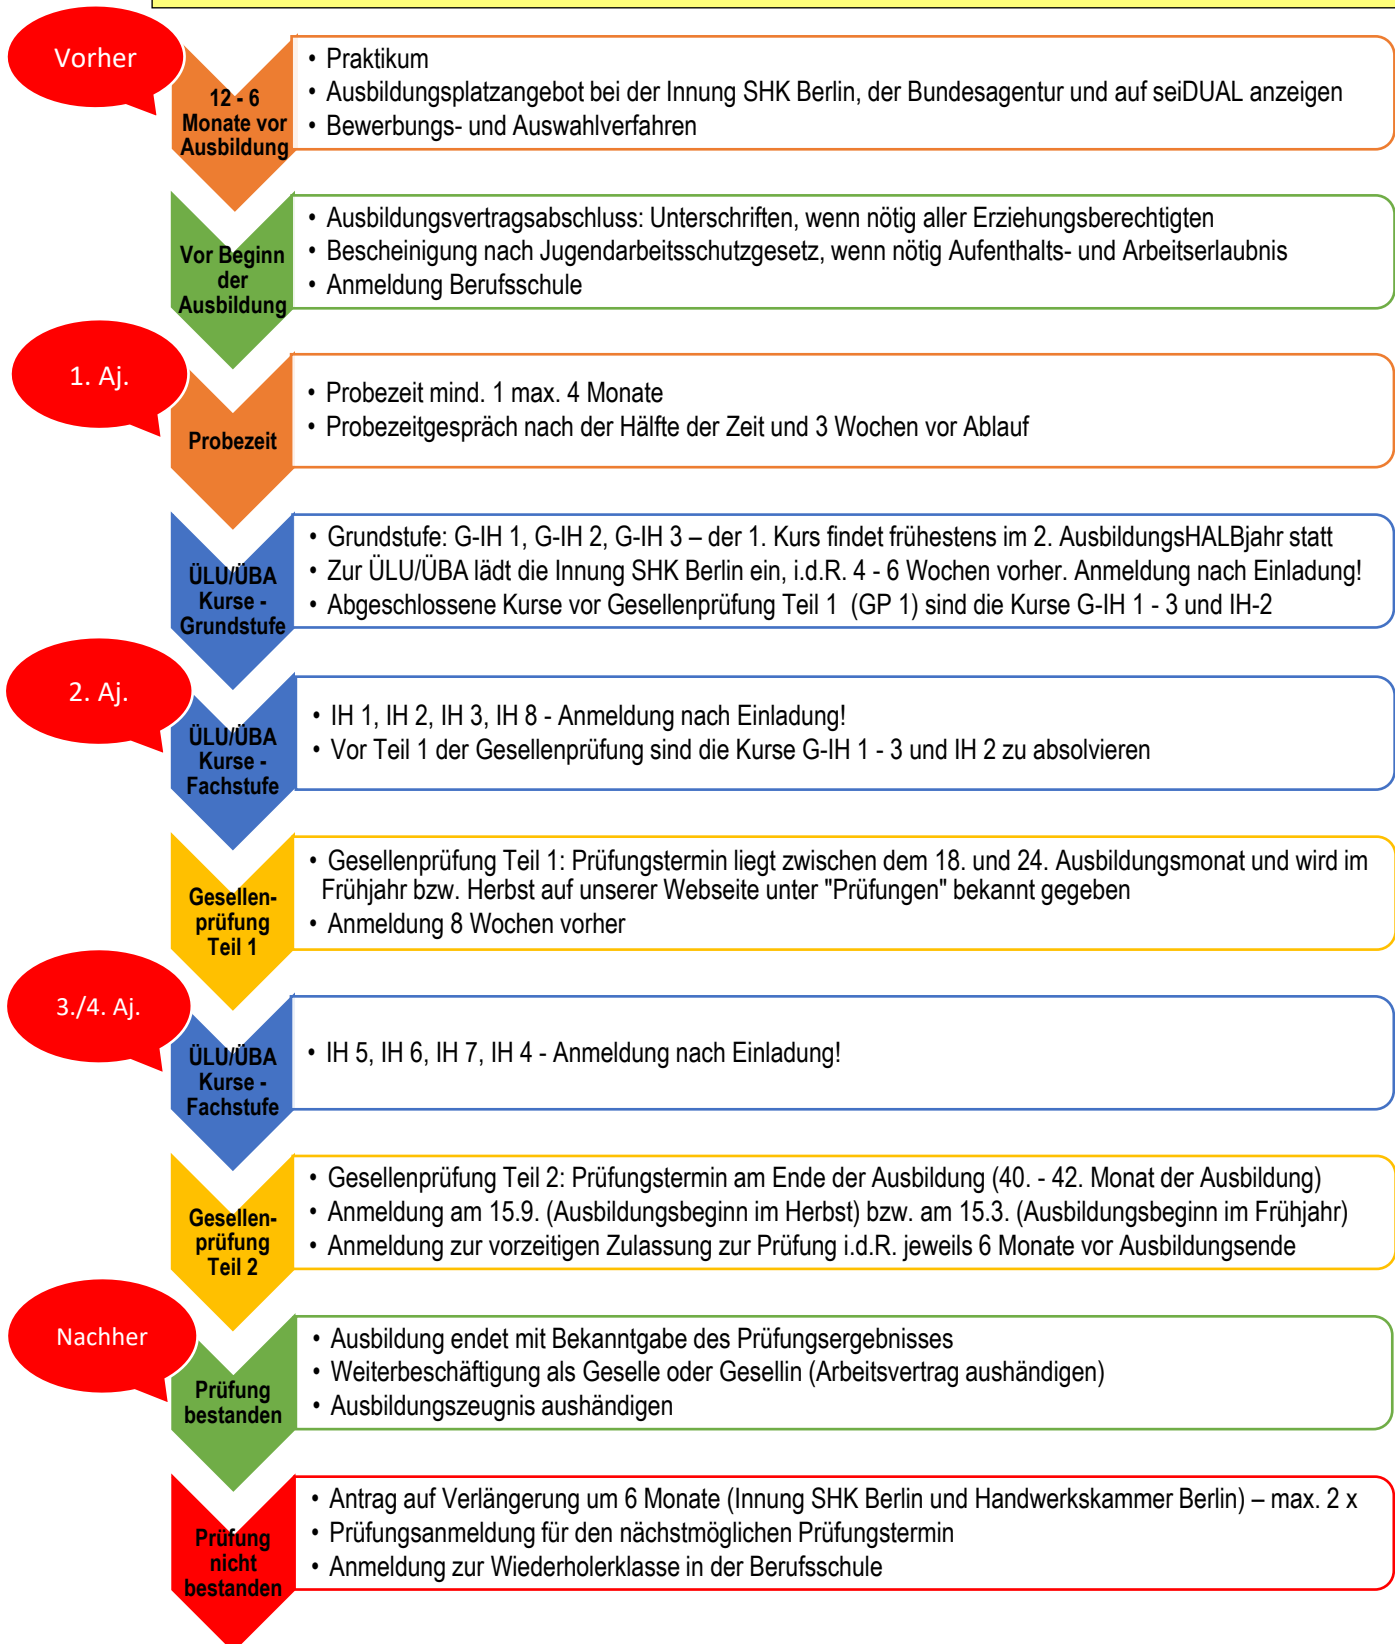 Vorher
12 - 6
Monate vor
Ausbildung
• Praktikum
• Ausbildungsplatzangebot bei der Innung SHK Berlin, der Bundesagentur und auf seiDUAL anzeigen
• Bewerbungs- und Auswahlverfahren
Vor Beginn
der
Ausbildung
• Ausbildungsvertragsabschluss: Unterschriften, wenn nötig aller Erziehungsberechtigten
• Bescheinigung nach Jugendarbeitsschutzgesetz, wenn nötig Aufenthalts- und Arbeitserlaubnis
• Anmeldung Berufsschule
1. Aj.
Probezeit
• Probezeit mind. 1 max. 4 Monate
• Probezeitgespräch nach der Hälfte der Zeit und 3 Wochen vor Ablauf
ÜLU/ÜBA
Kurse -
Grundstufe
• Grundstufe: G-IH 1, G-IH 2, G-IH 3 – der 1. Kurs findet frühestens im 2. AusbildungsHALBjahr statt
• Zur ÜLU/ÜBA lädt die Innung SHK Berlin ein, i.d.R. 4 - 6 Wochen vorher. Anmeldung nach Einladung!
• Abgeschlossene Kurse vor Gesellenprüfung Teil 1 (GP 1) sind die Kurse G-IH 1 - 3 und IH-2
2. Aj.
ÜLU/ÜBA
Kurse -
Fachstufe
• IH 1, IH 2, IH 3, IH 8 - Anmeldung nach Einladung!
• Vor Teil 1 der Gesellenprüfung sind die Kurse G-IH 1 - 3 und IH 2 zu absolvieren
Gesellen-
prüfung
Teil 1
• Gesellenprüfung Teil 1: Prüfungstermin liegt zwischen dem 18. und 24. Ausbildungsmonat und wird im
Frühjahr bzw. Herbst auf unserer Webseite unter "Prüfungen" bekannt gegeben
• Anmeldung 8 Wochen vorher
3./4. Aj.
ÜLU/ÜBA
Kurse -
Fachstufe
• IH 5, IH 6, IH 7, IH 4 - Anmeldung nach Einladung!
Gesellen-
prüfung
Teil 2
• Gesellenprüfung Teil 2: Prüfungstermin am Ende der Ausbildung (40. - 42. Monat der Ausbildung)
• Anmeldung am 15.9. (Ausbildungsbeginn im Herbst) bzw. am 15.3. (Ausbildungsbeginn im Frühjahr)
• Anmeldung zur vorzeitigen Zulassung zur Prüfung i.d.R. jeweils 6 Monate vor Ausbildungsende
Nachher
Prüfung
bestanden
• Ausbildung endet mit Bekanntgabe des Prüfungsergebnisses
• Weiterbeschäftigung als Geselle oder Gesellin (Arbeitsvertrag aushändigen)
• Ausbildungszeugnis aushändigen
Prüfung
nicht
bestanden
• Antrag auf Verlängerung um 6 Monate (Innung SHK Berlin und Handwerkskammer Berlin) – max. 2 x
• Prüfungsanmeldung für den nächstmöglichen Prüfungstermin
• Anmeldung zur Wiederholerklasse in der Berufsschule